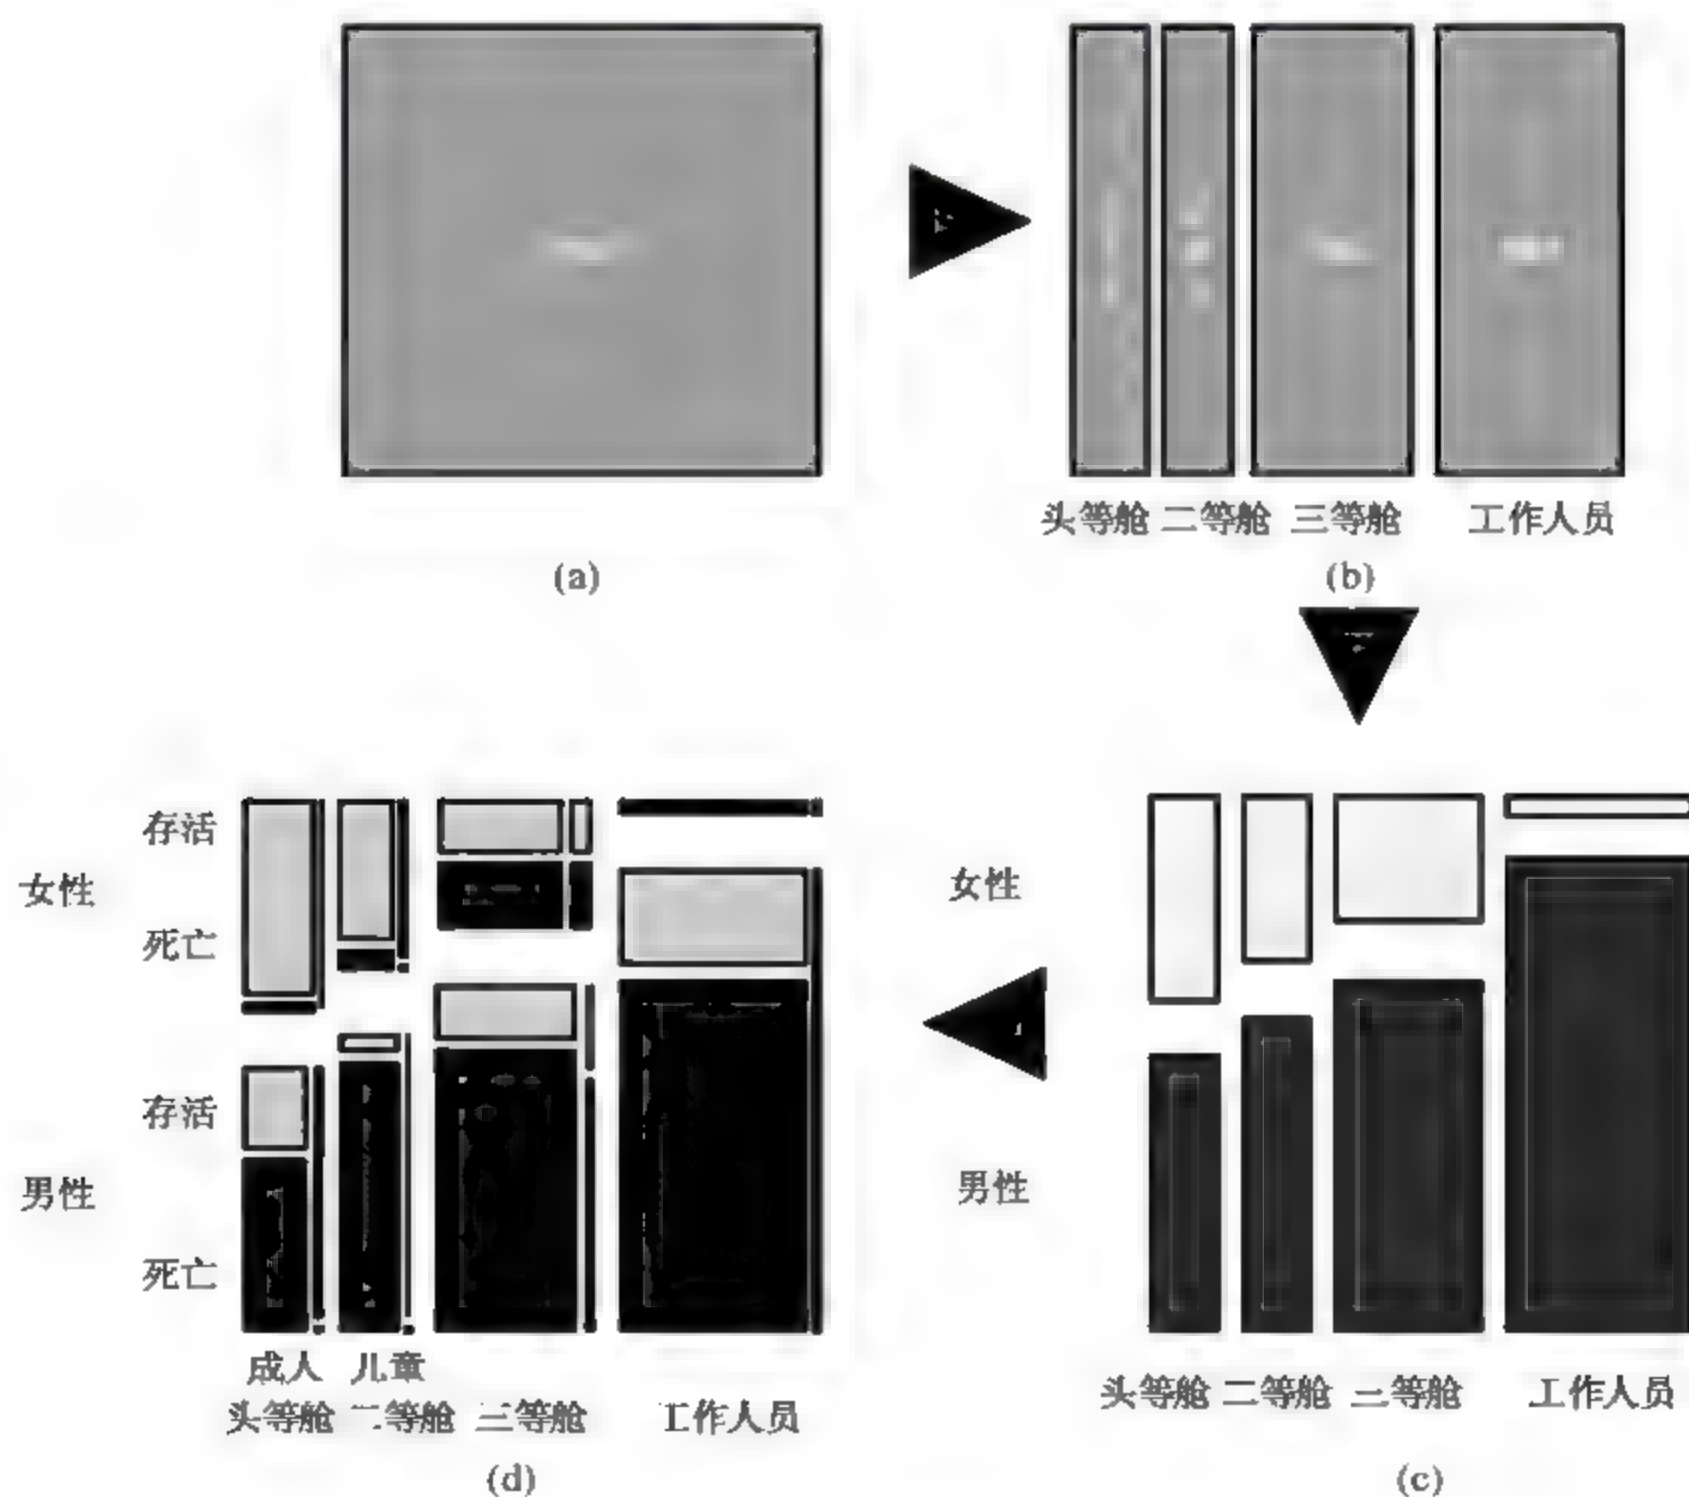 头等舱 二等舱 三等舱 工作人员
(a)
(b)
存活
女性
死亡
存活
男性
死亡
成人 儿童
头等舱 二等舱 三等舱 工作人员
(d)
女性
男性
头等舱 二等舱 三等舱 工作人员
(c)